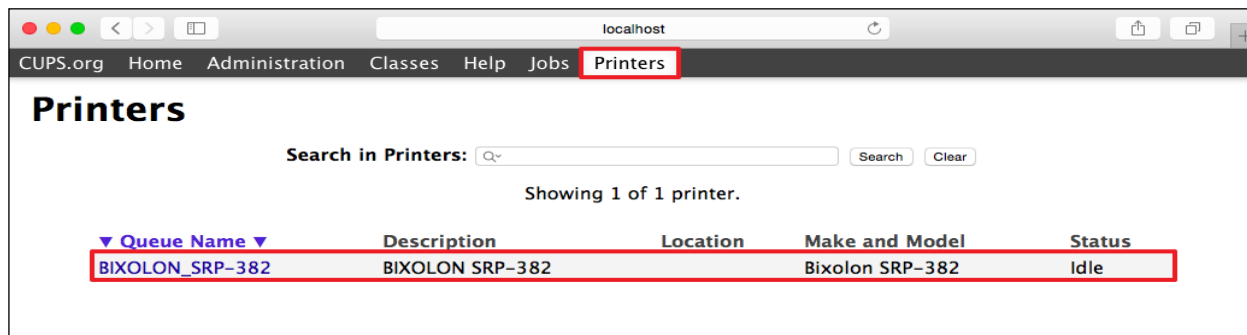 localhost
CUPS.org Home Administration Classes Help Jobs Printers
Printers
Search in Printers: Search Clear
Showing 1 of 1 printer.
▼ Queue Name ▼ Description Location Make and Model Status
BIXOLON_SRP-382 BIXOLON SRP-382 Bixolon SRP-382 Idle